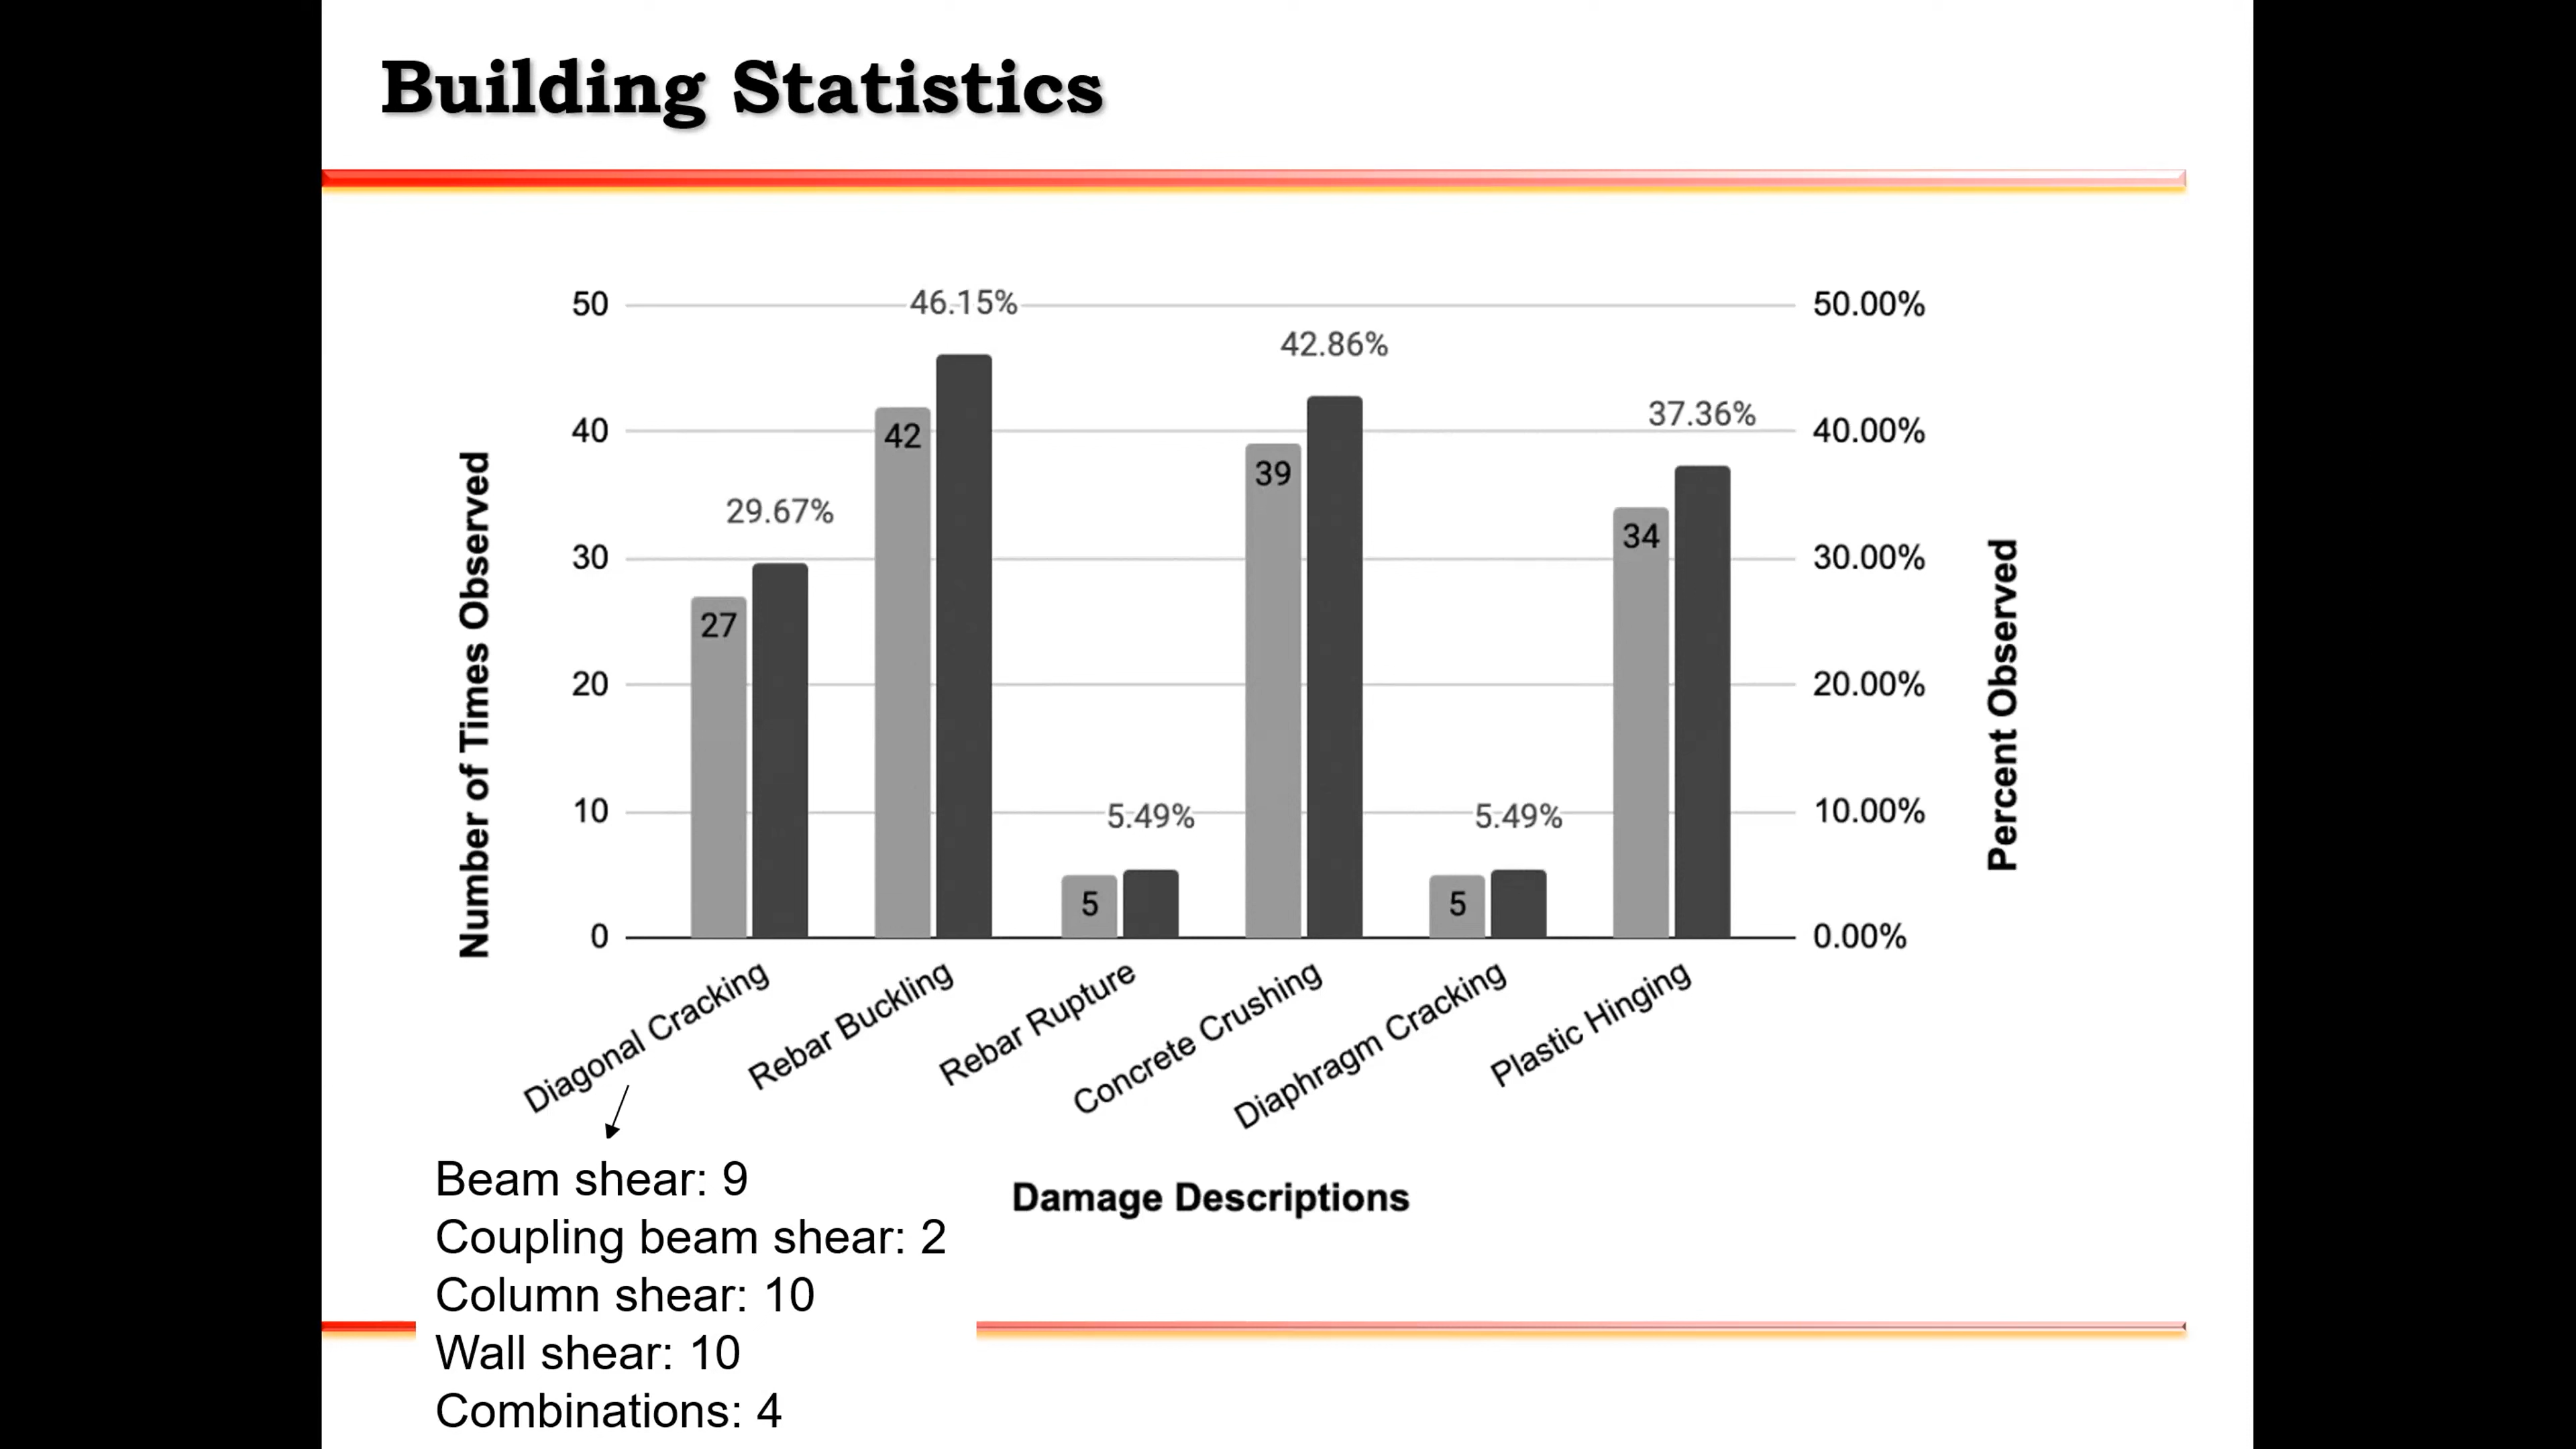 Building Statistics
50
46.15%
50.00%
42.86%
40
42
37.36%
40.00%
39
29.67%
34
30
30.00%
27
20
20.00%
10
5.49%
5.49%
10.00%
5
5
0
0.00%
Number of Times Observed
Percent Observed
Diagonal Cracking
Rebar Buckling
Rebar Rupture
Concrete Crushing
Diaphragm Cracking
Plastic Hinging
Damage Descriptions
Beam shear: 9
Coupling beam shear: 2
Column shear: 10
Wall shear: 10
Combinations: 4